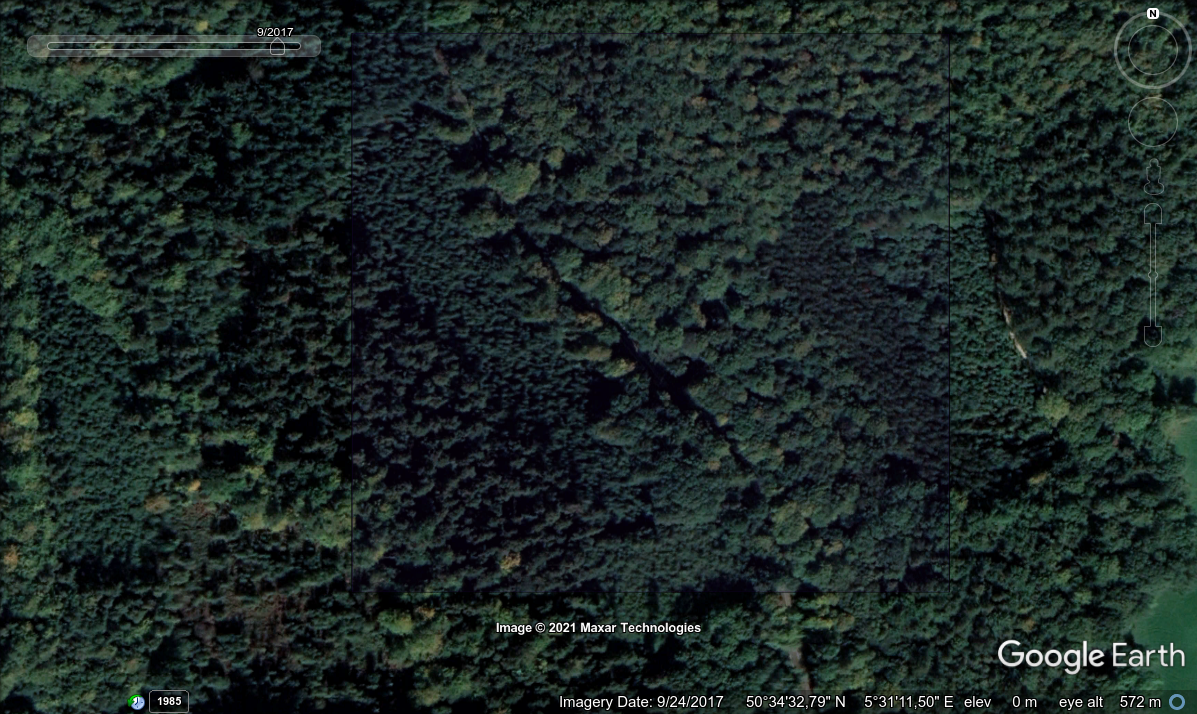 9/2017
N
Image © 2021 Maxar Technologies
Google Earth
1985
Imagery Date: 9/24/2017 50°34'32,79" N 5°31'11,50" E elev 0 m eye alt 572 m